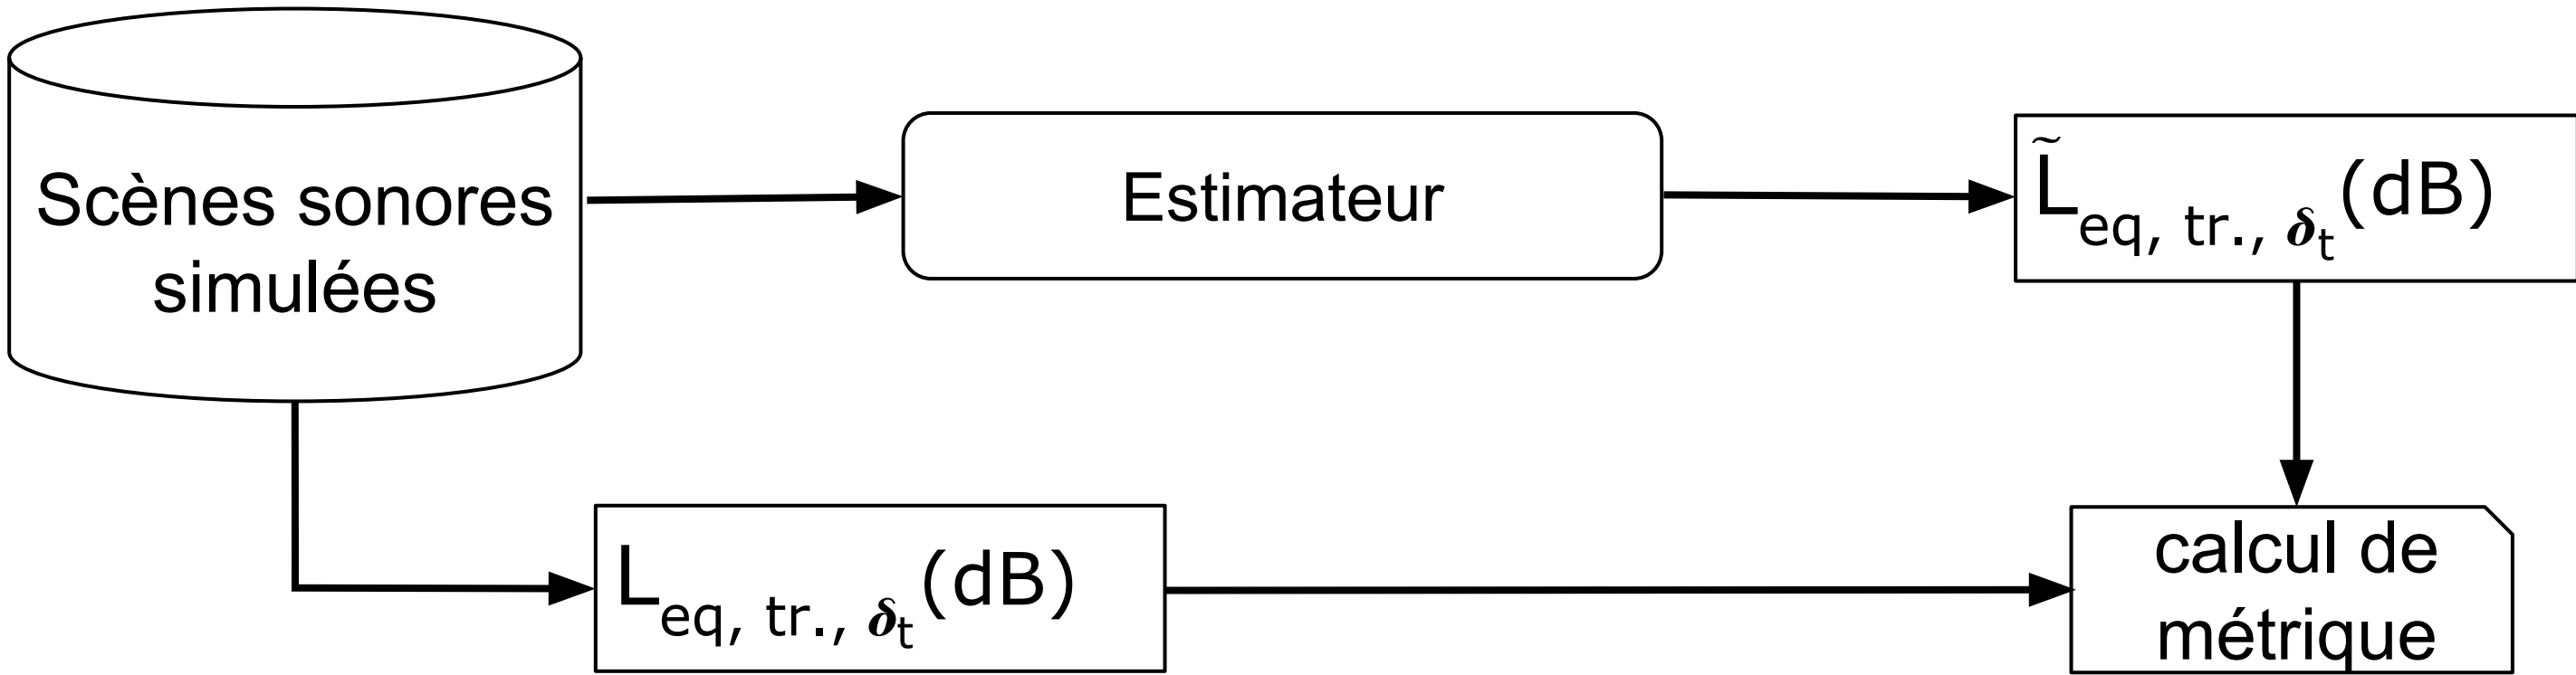 Scènes sonores
simulées
Estimateur
L̃eq, tr., δt(dB)
Leq, tr., δt(dB)
calcul de
métrique